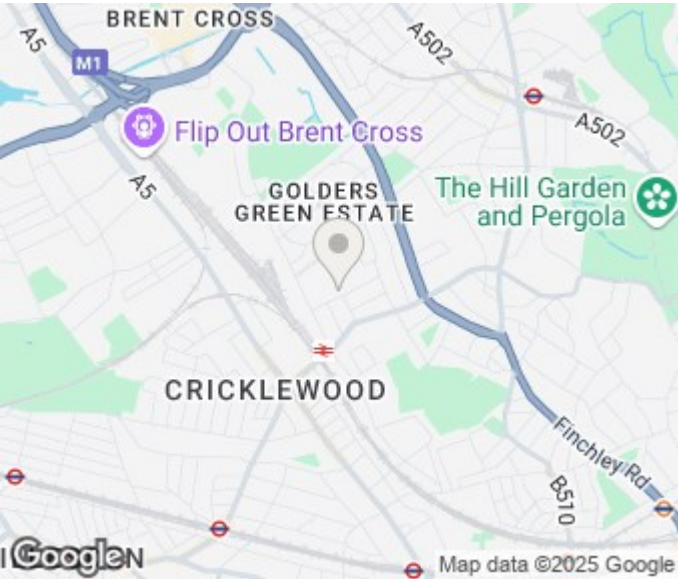 BRENT CROSS
A5
A502
M1
Flip Out Brent Cross
A502
A5
GOLDERS
GREEN ESTATE
The Hill Garden
and Pergola
CRICKLEWOOD
Finchley Rd
B510
Google
Map data ©2025 Google